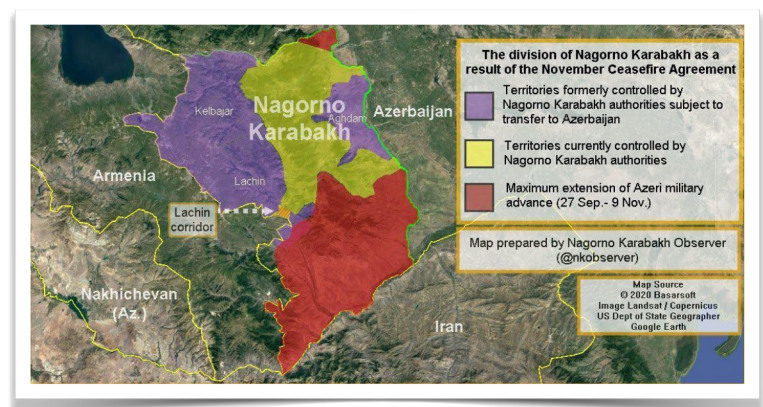 The division of Nagorno Karabakh as a
result of the November Ceasefire Agreement
Territories formerly controlled by
Nagorno Karabakh authorities subject to
transfer to Azerbaijan
Territories currently controlled by
Nagorno Karabakh authorities
Maximum extension of Azeri military
advance (27 Sep.- 9 Nov.)
Map prepared by Nagorno Karabakh Observer
(@nkobserver)
Map Source
© 2020 Basarsoft
Image Landsat / Copernicus
US Dept of State Geographer
Google Earth
Kelbajar
Nagorno
Karabakh
Aghdam
Azerbaijan
Armenia
Lachin
Lachin
corridor
Nakhichevan
(Az.)
Iran